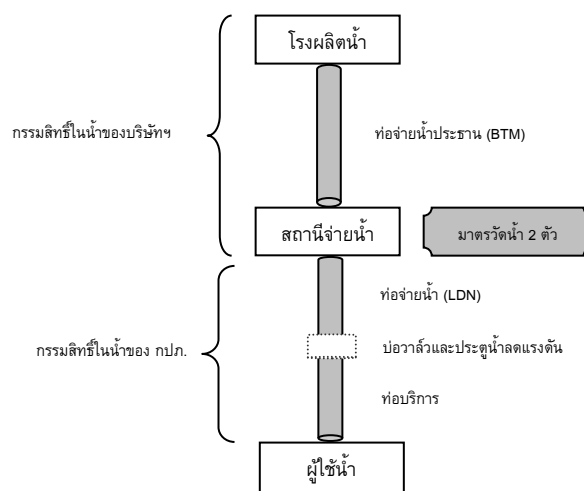 โรงผลิตน้ำ
กรรมสิทธิ์ในน้ำของบริษัทฯ
ท่อจ่ายน้ำประธาน (BTM)
สถานีจ่ายน้ำ
มาตรวัดน้ำ 2 ตัว
ท่อจ่ายน้ำ (LDN)
กรรมสิทธิ์ในน้ำของ กปภ.
บ่อวาล์วและประตูน้ำลดแรงดัน
ท่อบริการ
ผู้ใช้น้ำ